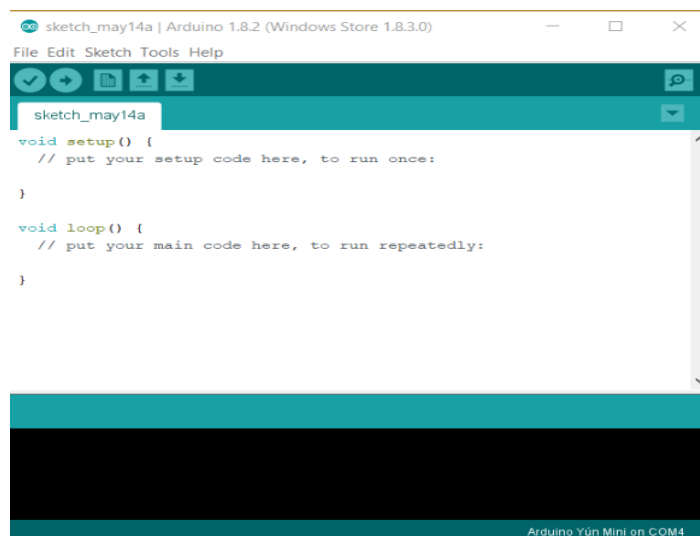 sketch_may14a | Arduino 1.8.2 (Windows Store 1.8.3.0)
File Edit Sketch Tools Help
sketch_may14a
void setup() {
  // put your setup code here, to run once:
}
void loop() {
  // put your main code here, to run repeatedly:
}
Arduino Yún Mini on COM4